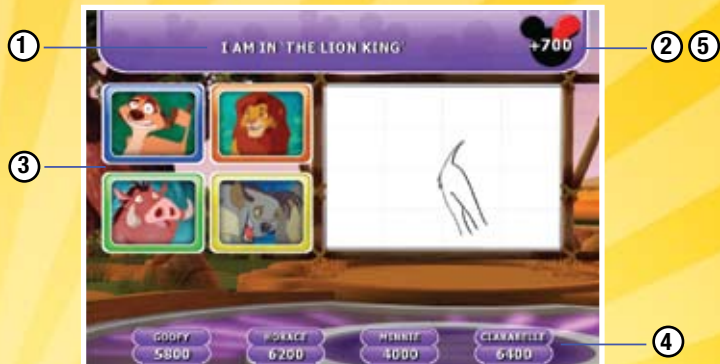 1
I AM IN 'THE LION KING'
+700
2 5
3
GOOFY HORACE MINNIE CLARABELLE
5800 6200 4000 6400
4